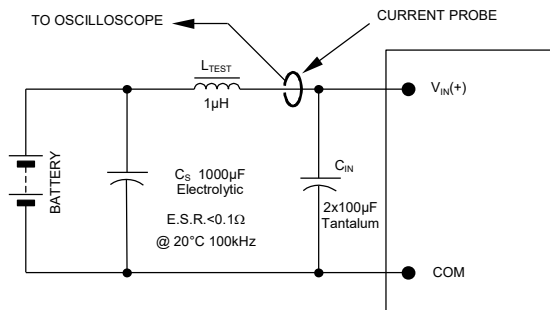 TO OSCILLOSCOPE
CURRENT PROBE
LTEST
1µH
VIN(+)
BATTERY
CS 1000µF
Electrolytic
E.S.R.<0.1Ω
@ 20°C 100kHz
CIN
2x100µF
Tantalum
COM